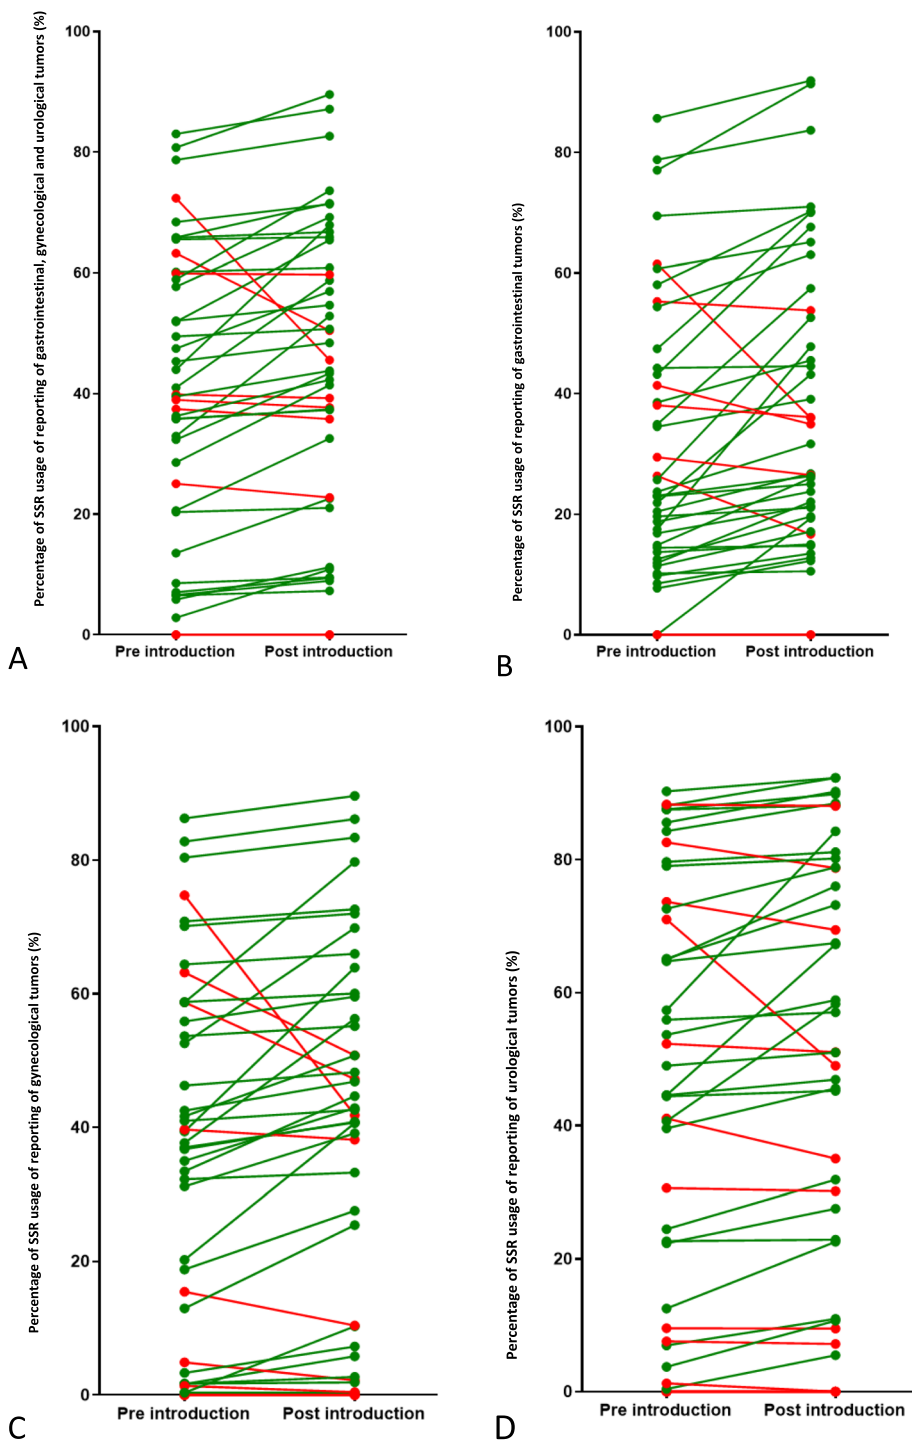 Percentage of SSR usage of reporting of gastrointestinal, gynecological and urological tumors (%)
100
80
60
40
20
0
Pre introduction
Post introduction
A
Percentage of SSR usage of reporting of gastrointestinal tumors (%)
100
80
60
40
20
0
Pre introduction
Post introduction
B
Percentage of SSR usage of reporting of gynecological tumors (%)
100
80
60
40
20
0
Pre introduction
Post introduction
C
Percentage of SSR usage of reporting of urological tumors (%)
100
80
60
40
20
0
Pre introduction
Post introduction
D